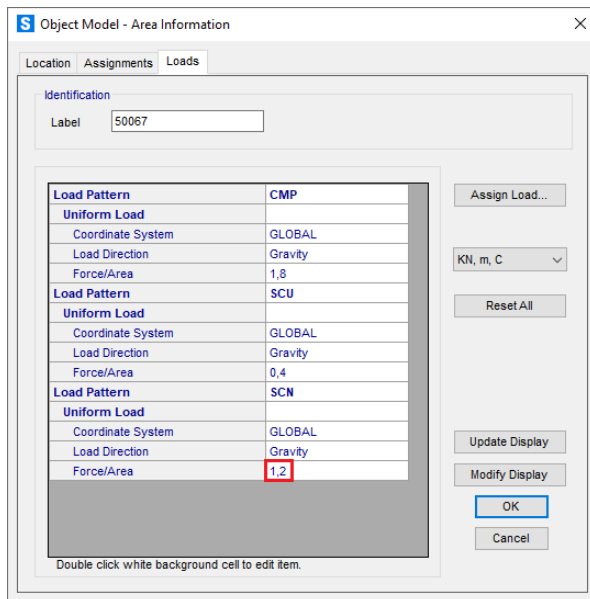 S Object Model - Area Information
Location Assignments Loads
Identification
Label 50067
Load Pattern CMP
Uniform Load
Coordinate System GLOBAL
Load Direction Gravity
Force/Area 1,8
Load Pattern SCU
Uniform Load
Coordinate System GLOBAL
Load Direction Gravity
Force/Area 0,4
Load Pattern SCN
Uniform Load
Coordinate System GLOBAL
Load Direction Gravity
Force/Area 1,2
Double click white background cell to edit item.
Assign Load...
KN, m, C
Reset All
Update Display
Modify Display
OK
Cancel